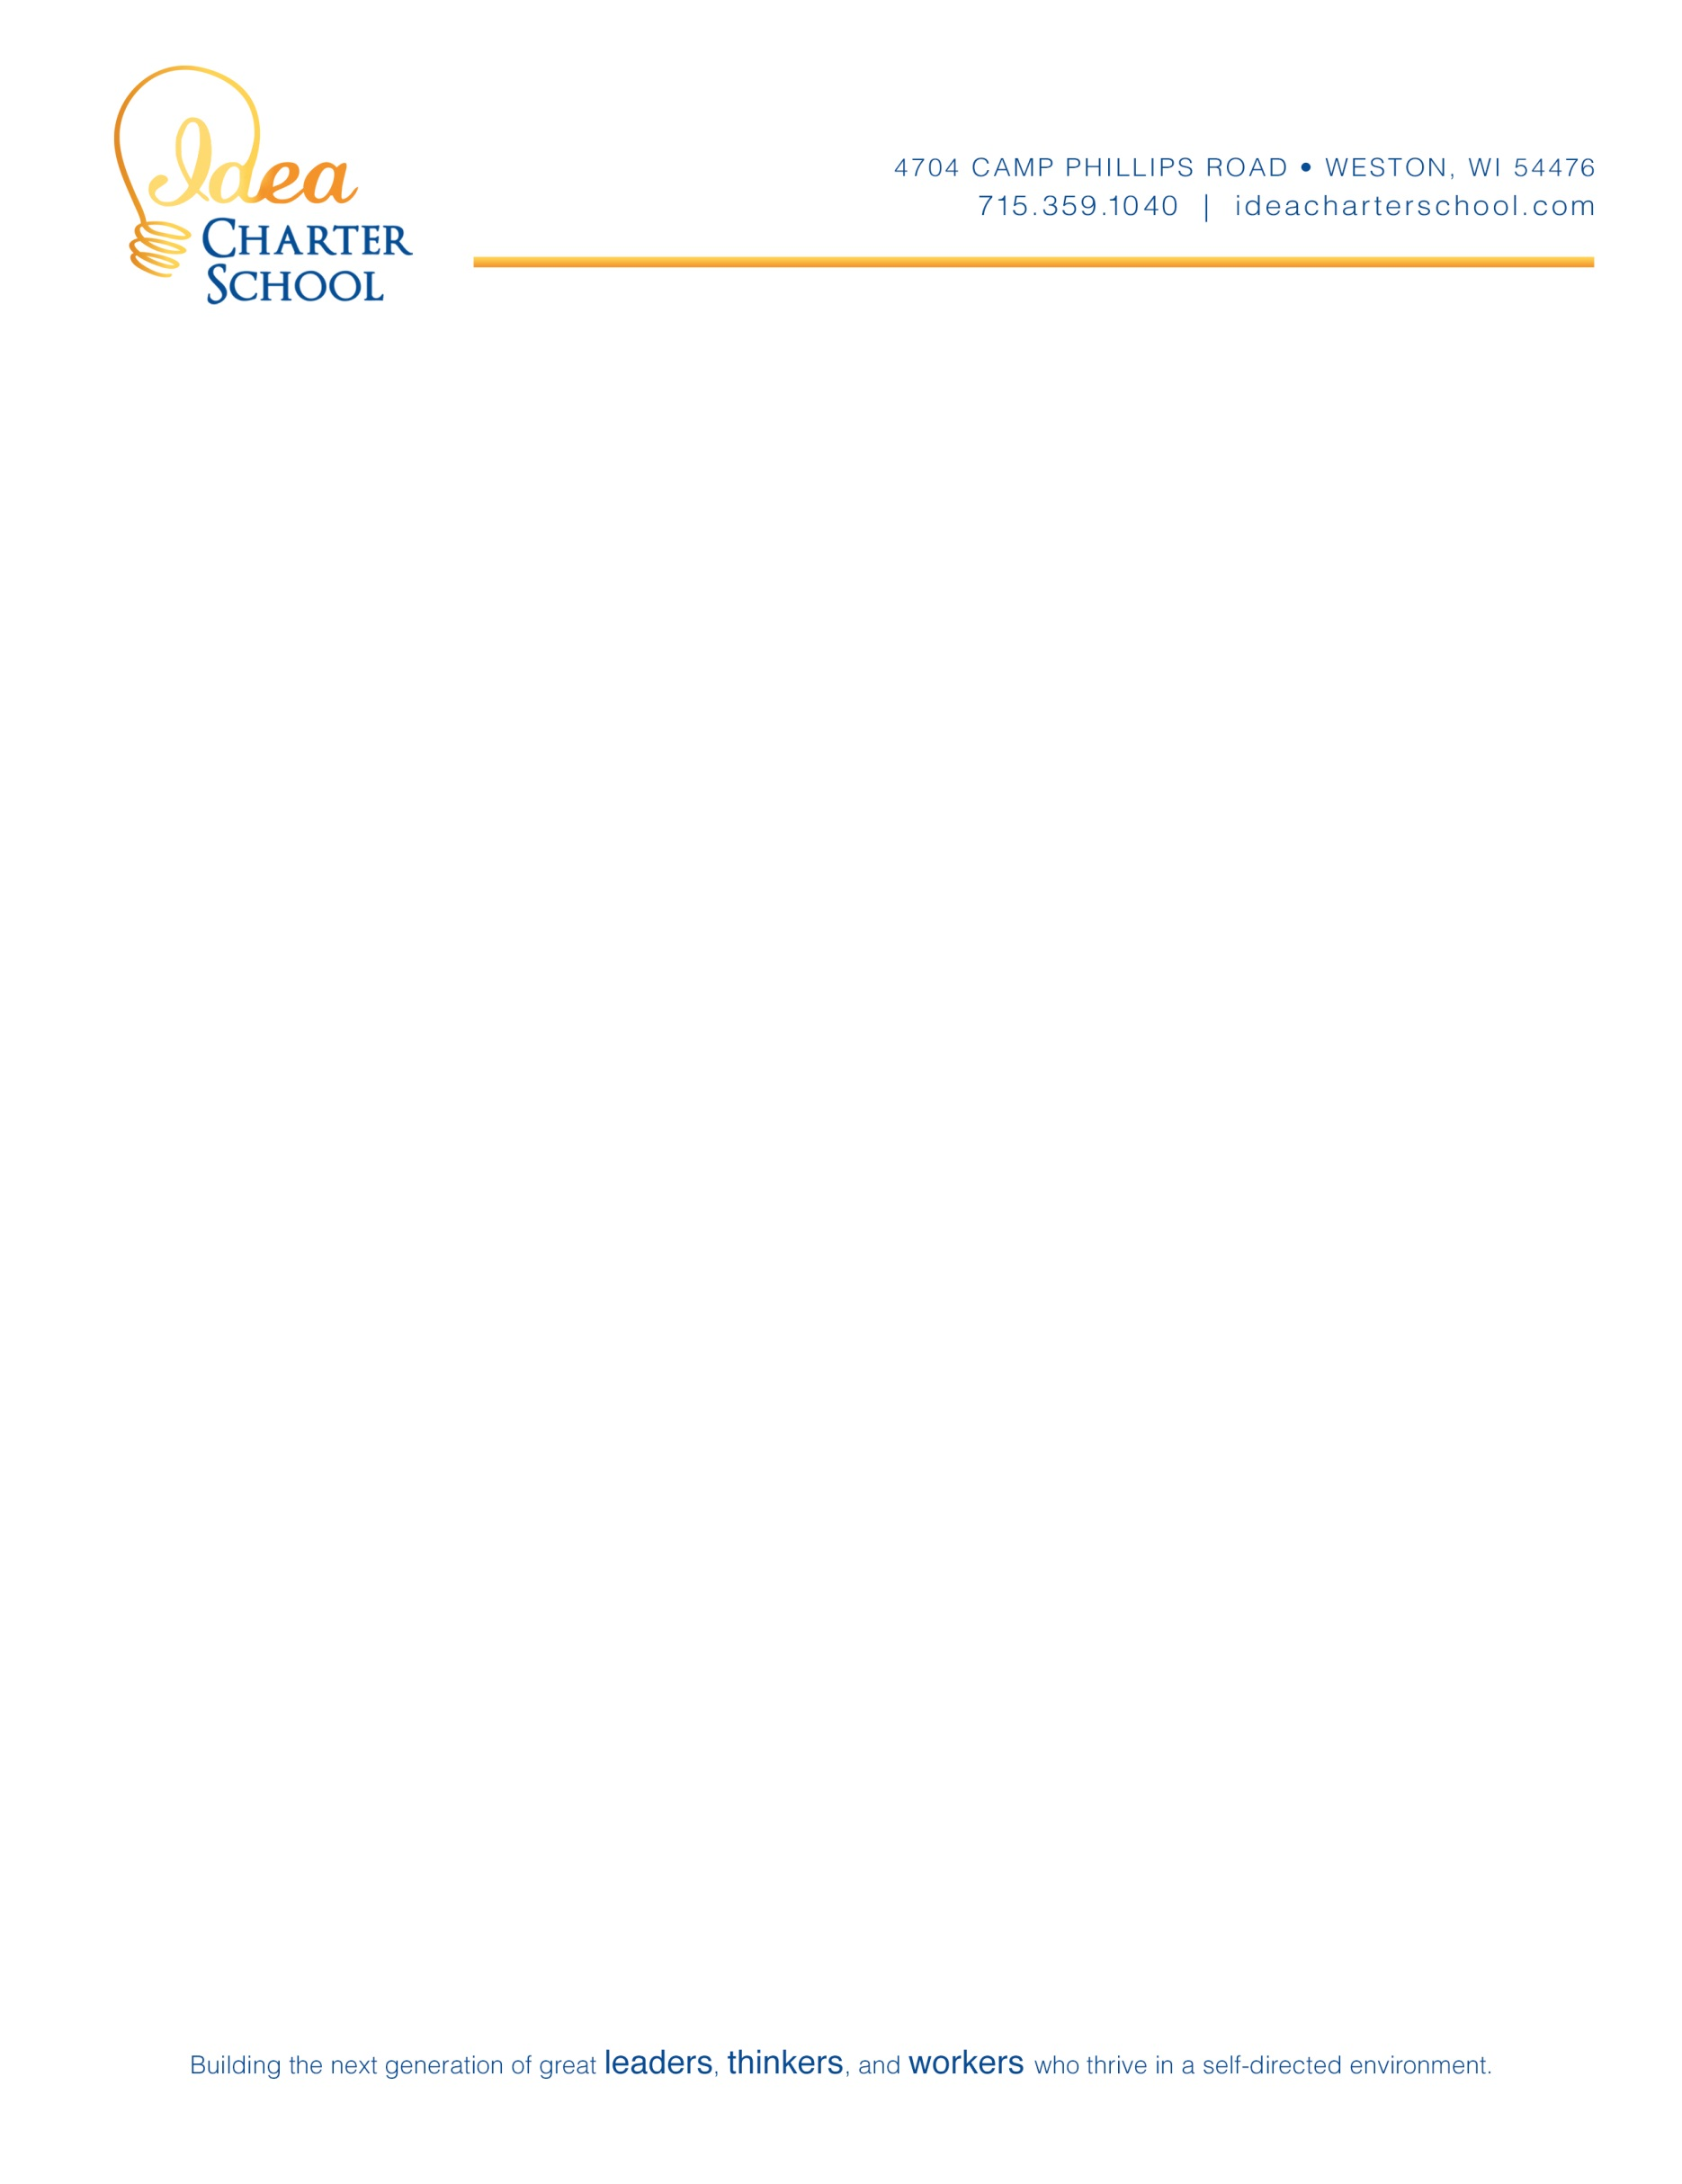 Idea
CHARTER
SCHOOL
4704 CAMP PHILLIPS ROAD • WESTON, WI 54476
715.359.1040 | ideacharterschool.com
Building the next generation of great leaders, thinkers, and workers who thrive in a self-directed environment.